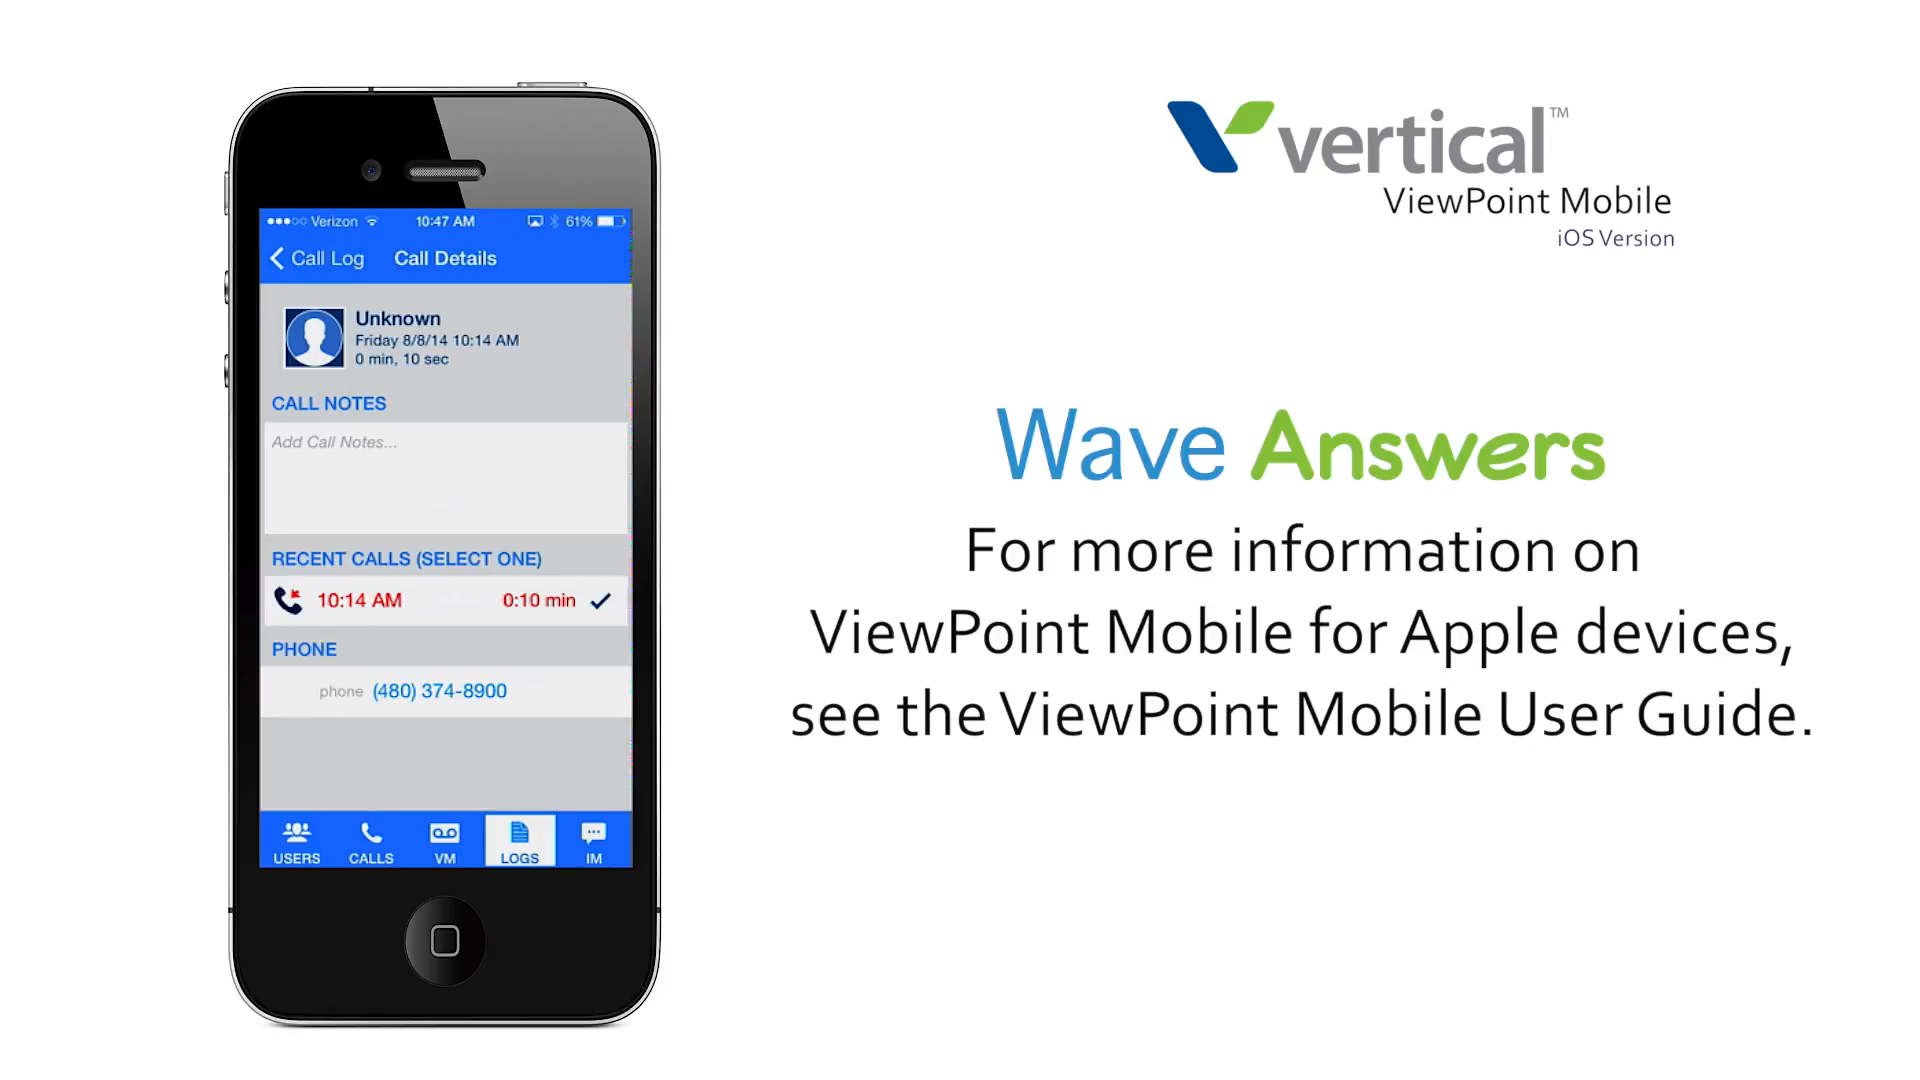 Verizon 10:47 AM 61%
Call Log Call Details
Unknown
Friday 8/8/14 10:14 AM
0 min, 10 sec
CALL NOTES
Add Call Notes...
RECENT CALLS (SELECT ONE)
10:14 AM 0:10 min
PHONE
phone (480) 374-8900
USERS CALLS VM LOGS IM
vertical™
ViewPoint Mobile
iOS Version
Wave Answers
For more information on
ViewPoint Mobile for Apple devices,
see the ViewPoint Mobile User Guide.